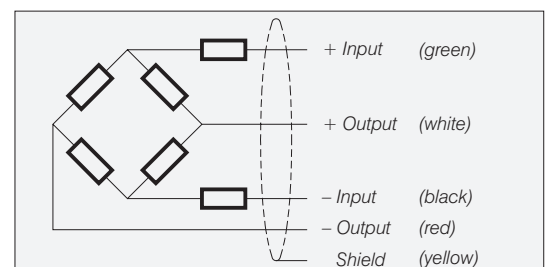 + Input (green)
+ Output (white)
– Input (black)
– Output (red)
Shield (yellow)